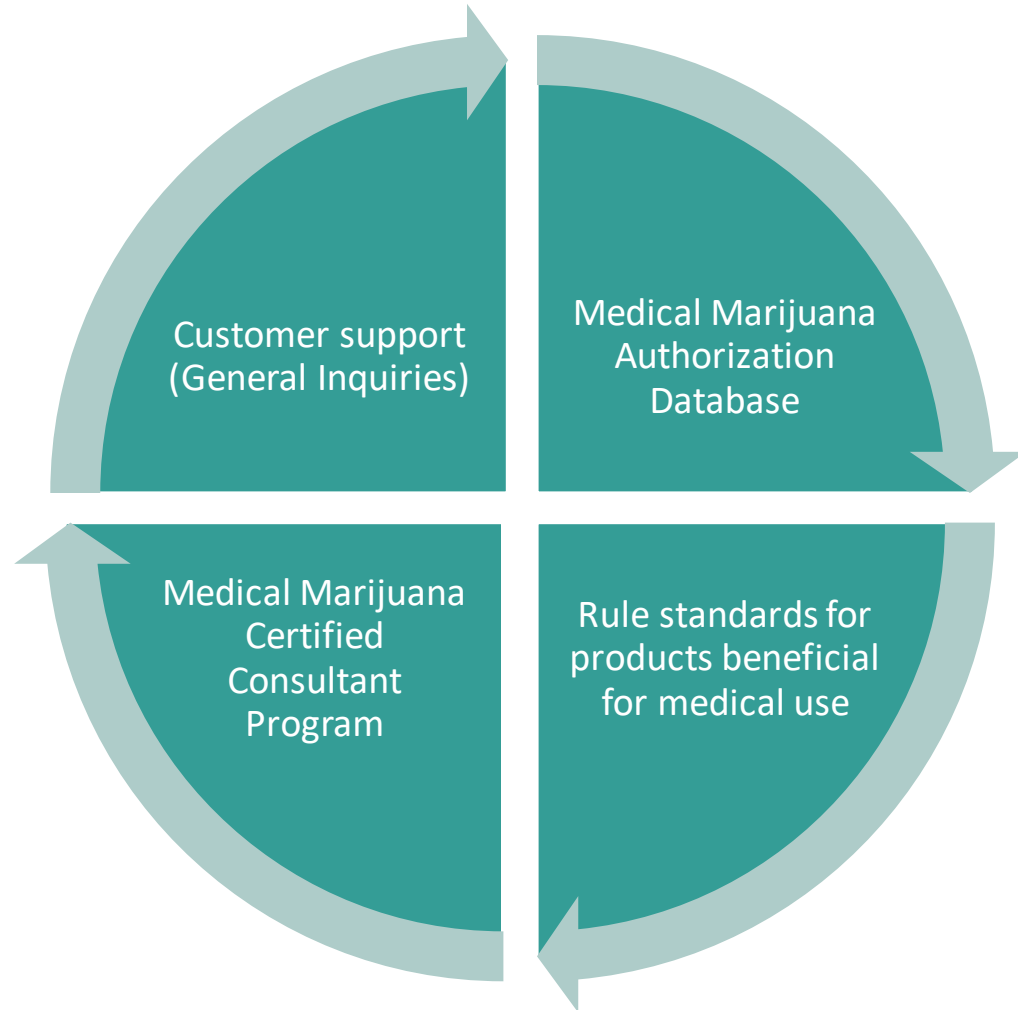 Customer support
(General Inquiries)
Medical Marijuana
Authorization
Database
Medical Marijuana
Certified
Consultant
Program
Rule standards for
products beneficial
for medical use